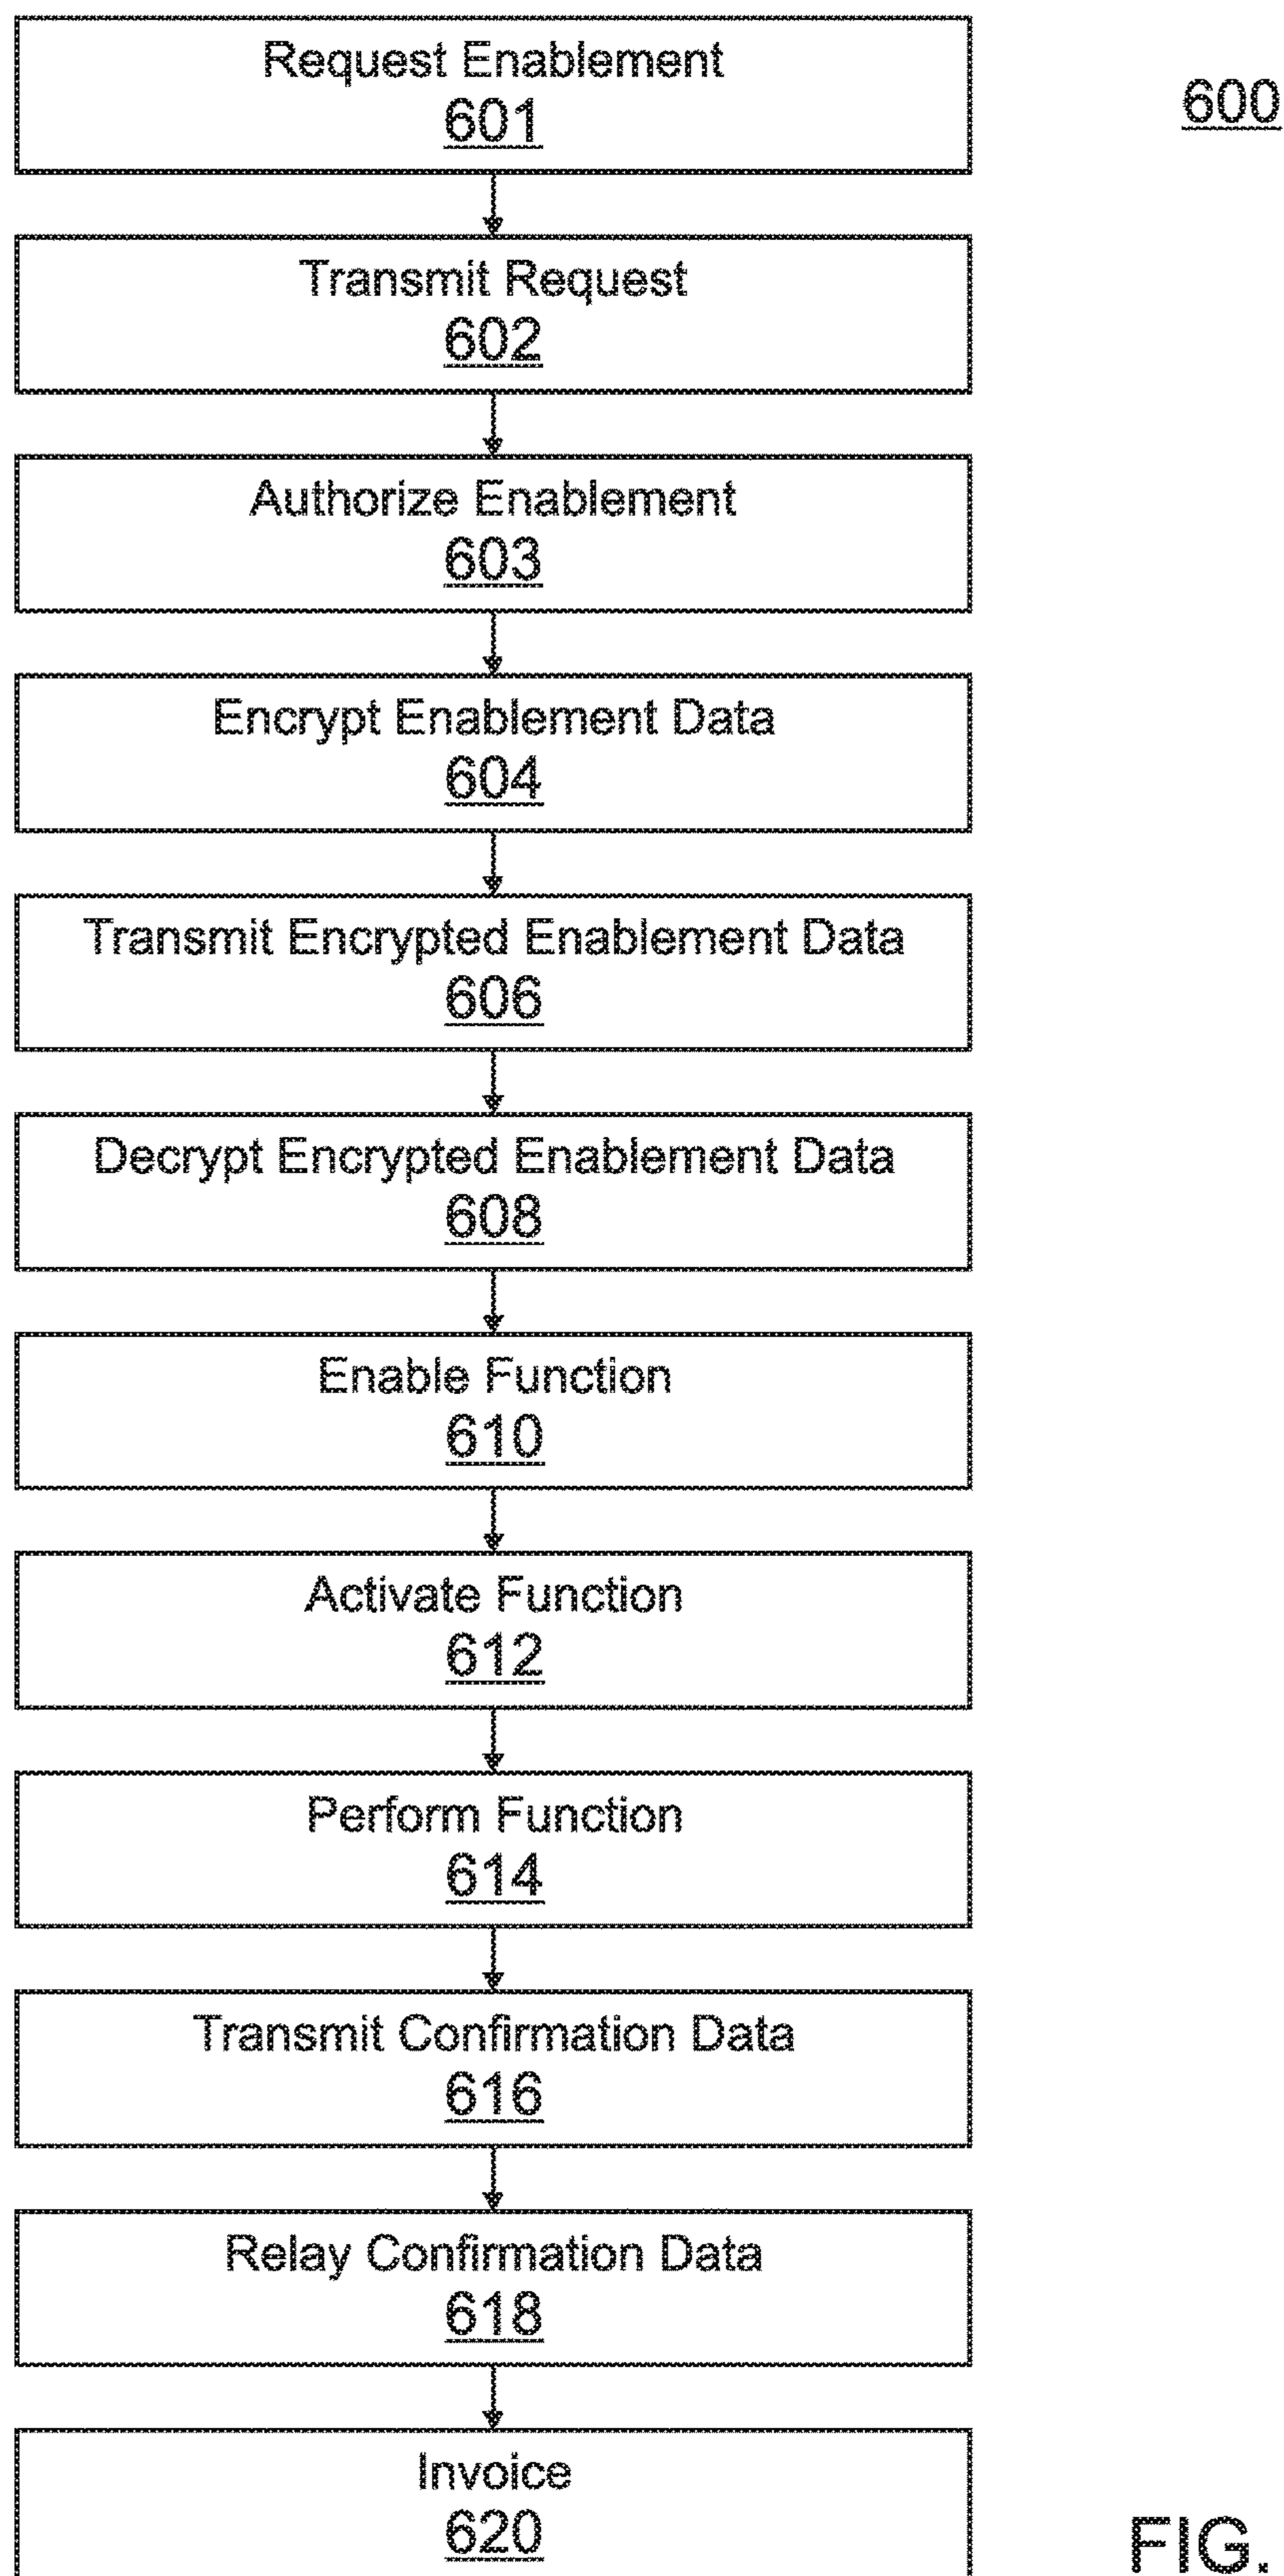 Request Enablement
601
600
Transmit Request
602
Authorize Enablement
603
Encrypt Enablement Data
604
Transmit Encrypted Enablement Data
606
Decrypt Encrypted Enablement Data
608
Enable Function
610
Activate Function
612
Perform Function
614
Transmit Confirmation Data
616
Relay Confirmation Data
618
Invoice
620
FIG.